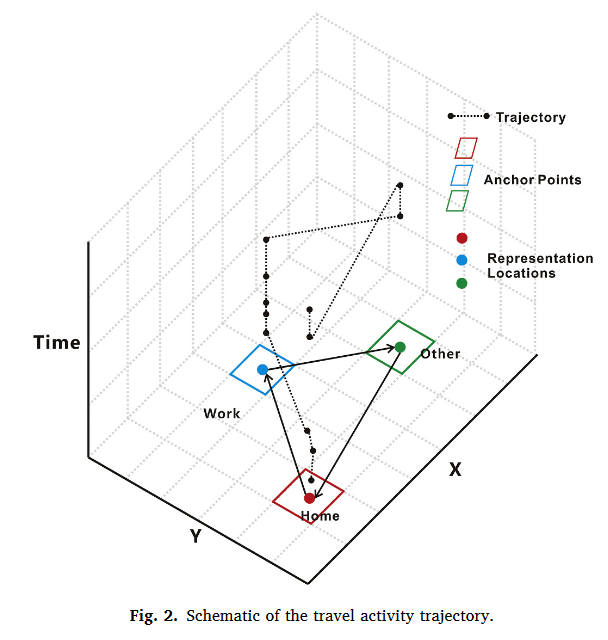 Trajectory
Anchor Points
Representation
Locations
Time
Other
Work
X
Home
Y
Fig. 2. Schematic of the travel activity trajectory.